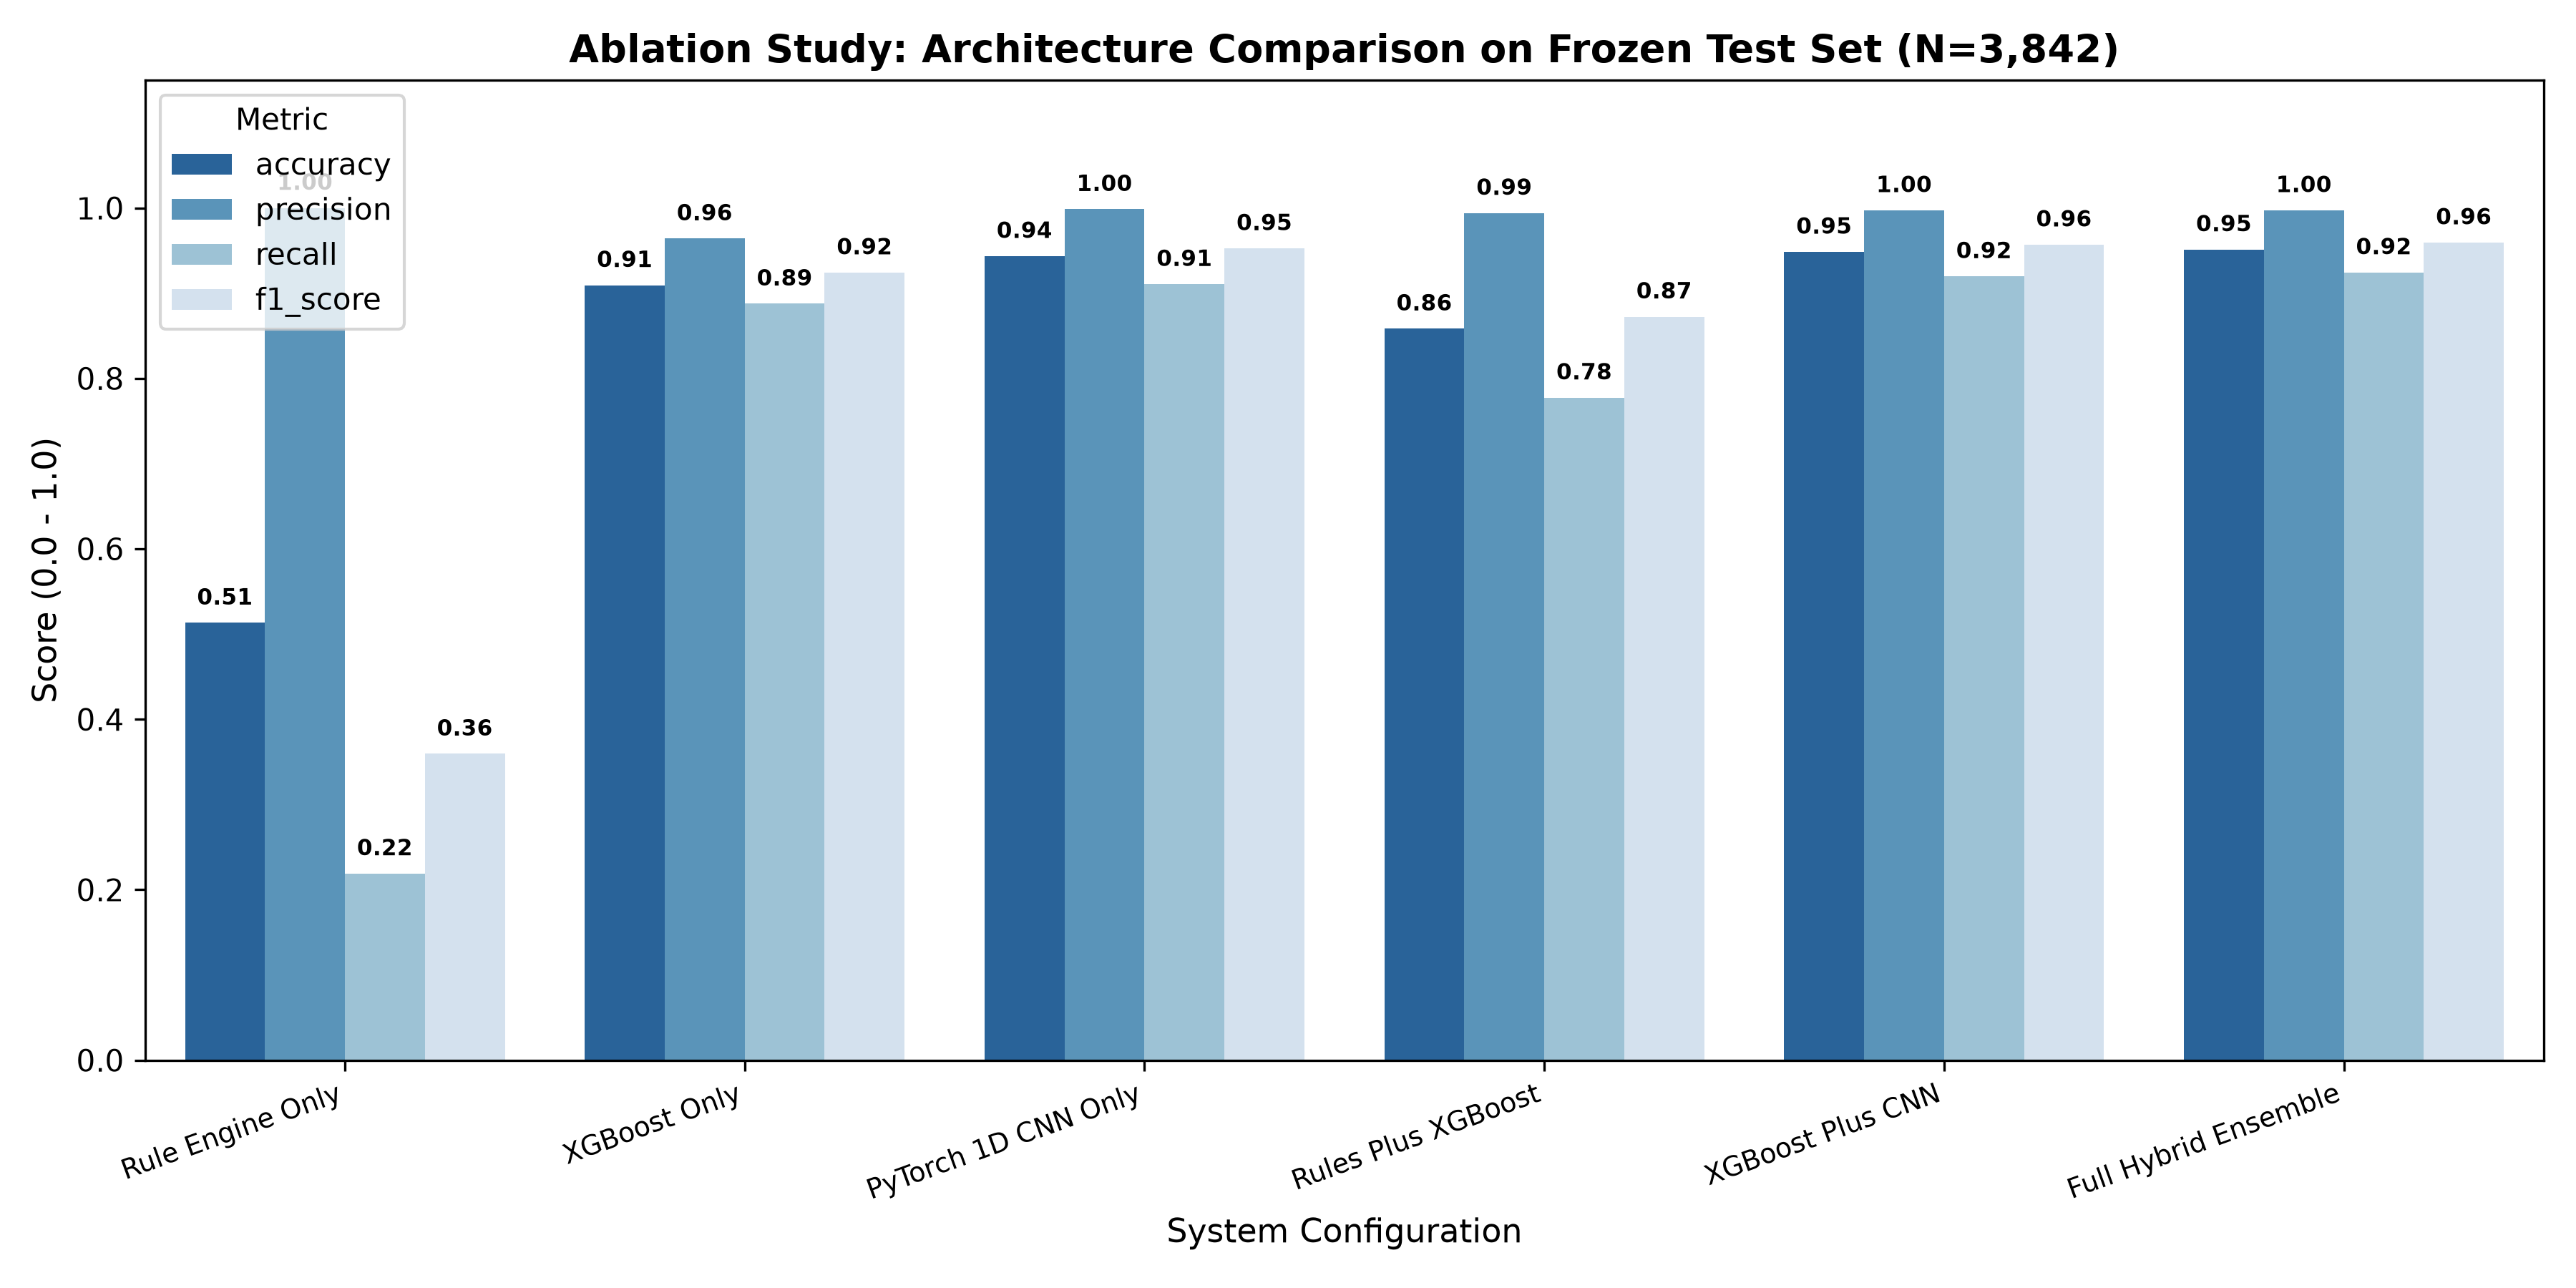 Ablation Study: Architecture Comparison on Frozen Test Set (N=3,842)
Metric
accuracy
precision
recall
f1_score
Score (0.0 - 1.0)
1.0
0.8
0.6
0.4
0.2
0.0
0.51
1.00
0.22
0.36
0.91
0.96
0.89
0.92
0.94
1.00
0.91
0.95
0.86
0.99
0.78
0.87
0.95
1.00
0.92
0.96
0.95
1.00
0.92
0.96
Rule Engine Only
XGBoost Only
PyTorch 1D CNN Only
Rules Plus XGBoost
XGBoost Plus CNN
Full Hybrid Ensemble
System Configuration